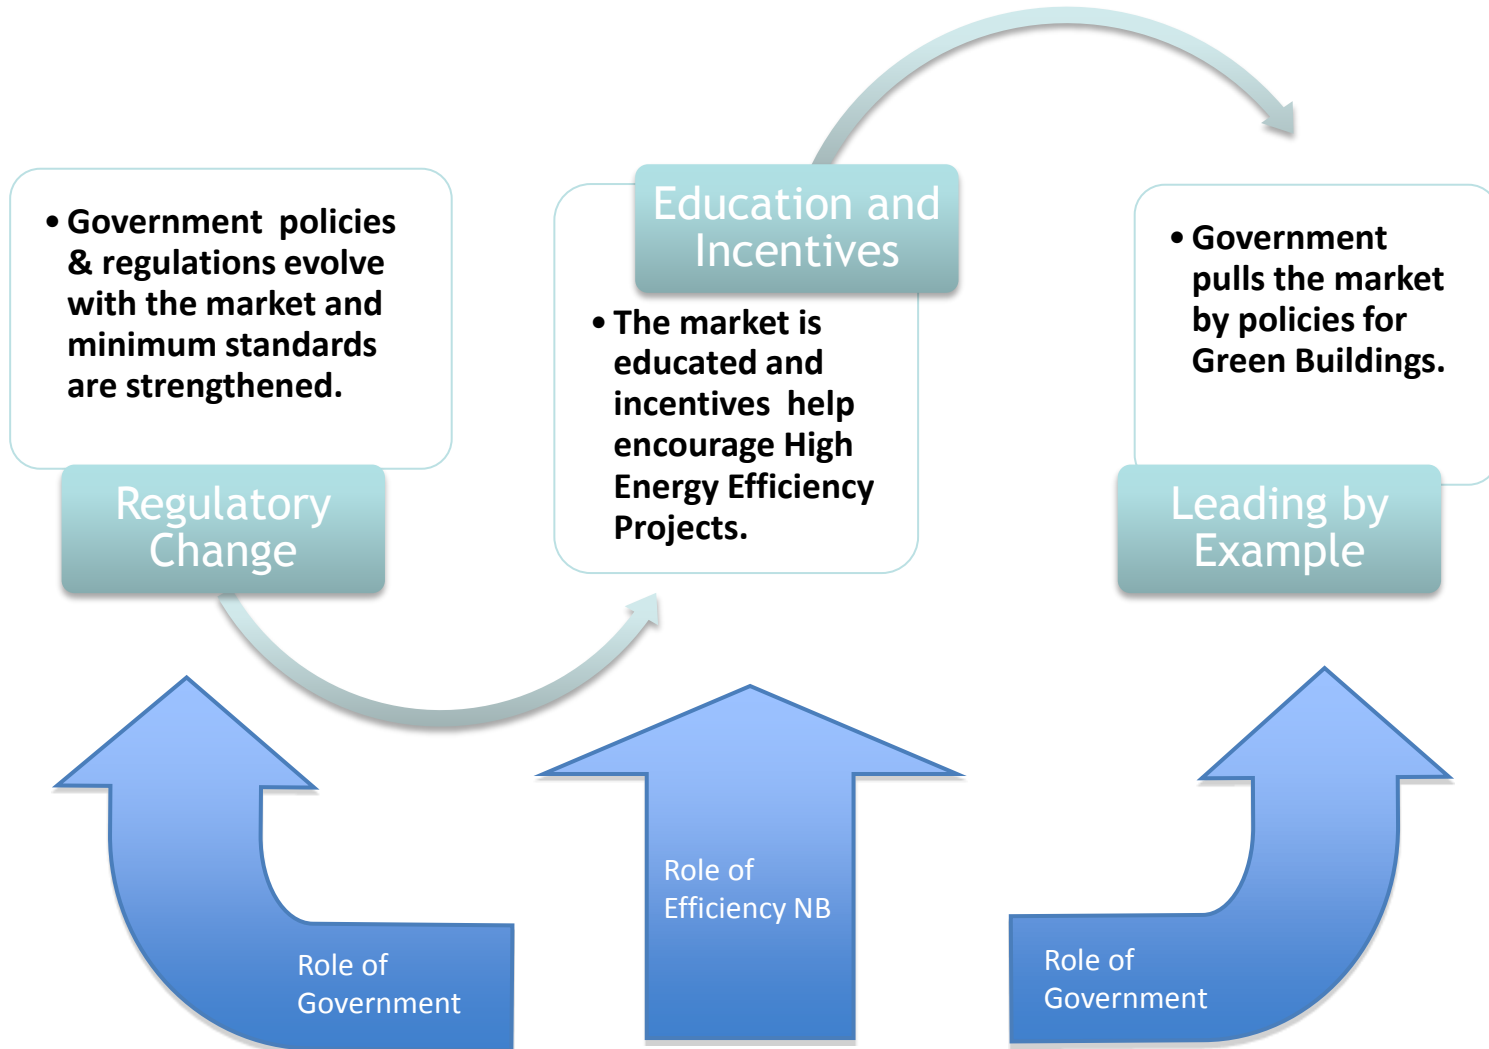 • Government policies
& regulations evolve
with the market and
minimum standards
are strengthened.
Regulatory
Change
Education and
Incentives
• The market is
educated and
incentives help
encourage High
Energy Efficiency
Projects.
• Government
pulls the market
by policies for
Green Buildings.
Leading by
Example
Role of
Government
Role of
Efficiency NB
Role of
Government